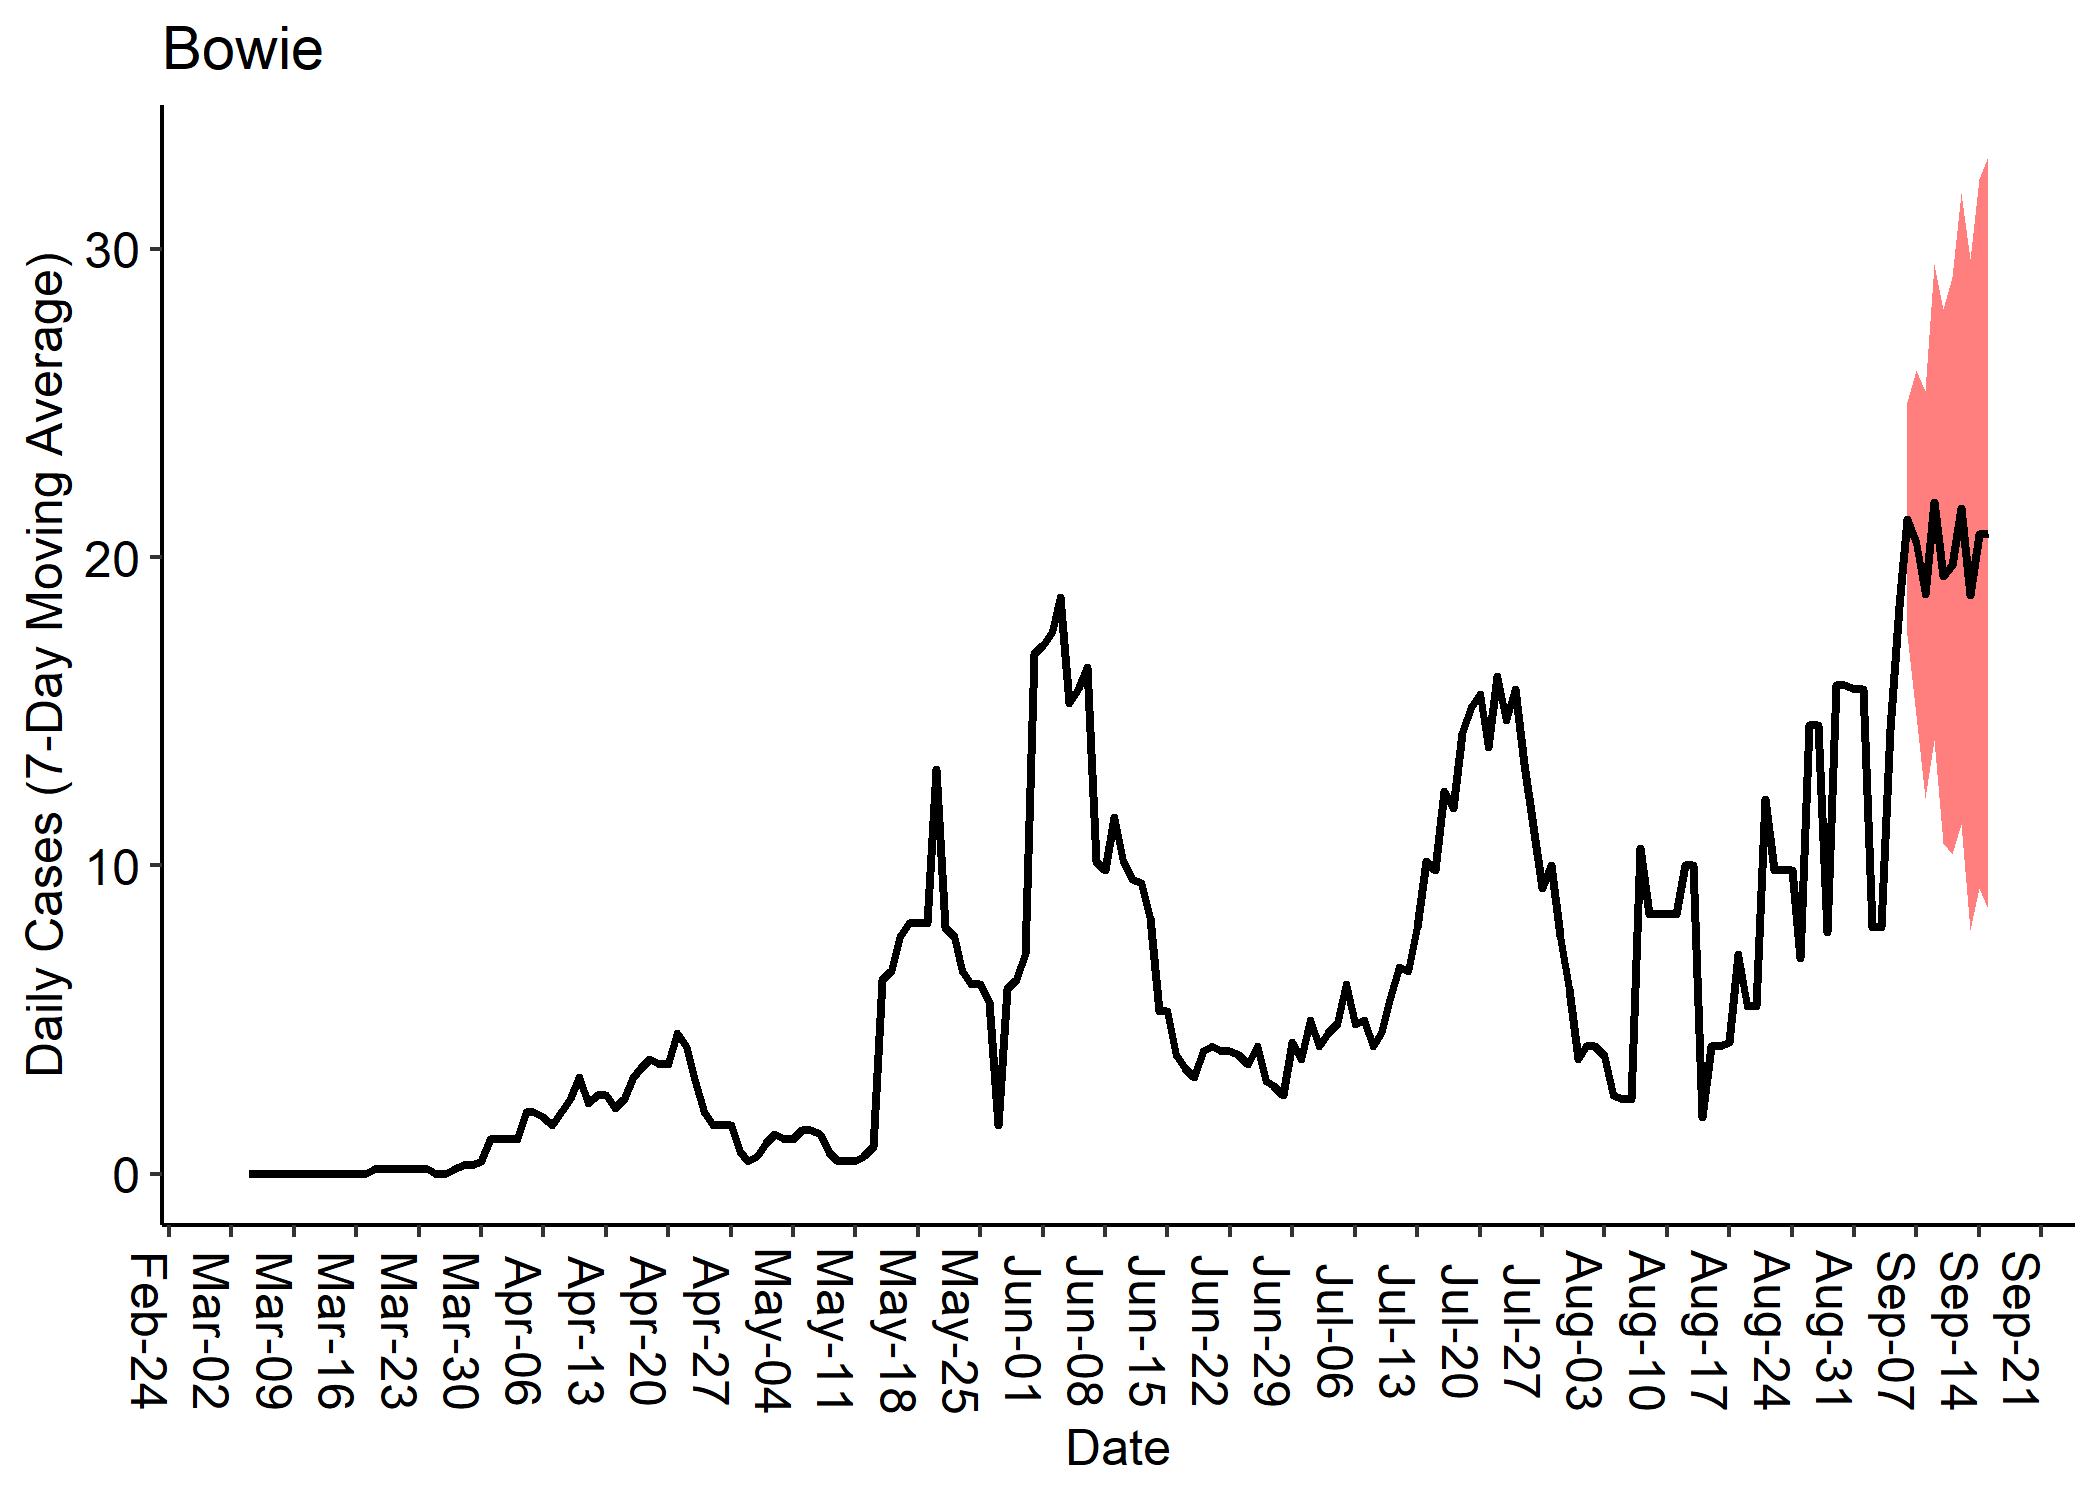 Bowie
Daily Cases (7-Day Moving Average)
30
20
10
0
Feb-24
Mar-02
Mar-09
Mar-16
Mar-23
Mar-30
Apr-06
Apr-13
Apr-20
Apr-27
May-04
May-11
May-18
May-25
Jun-01
Jun-08
Jun-15
Jun-22
Jun-29
Jul-06
Jul-13
Jul-20
Jul-27
Aug-03
Aug-10
Aug-17
Aug-24
Aug-31
Sep-07
Sep-14
Sep-21
Date